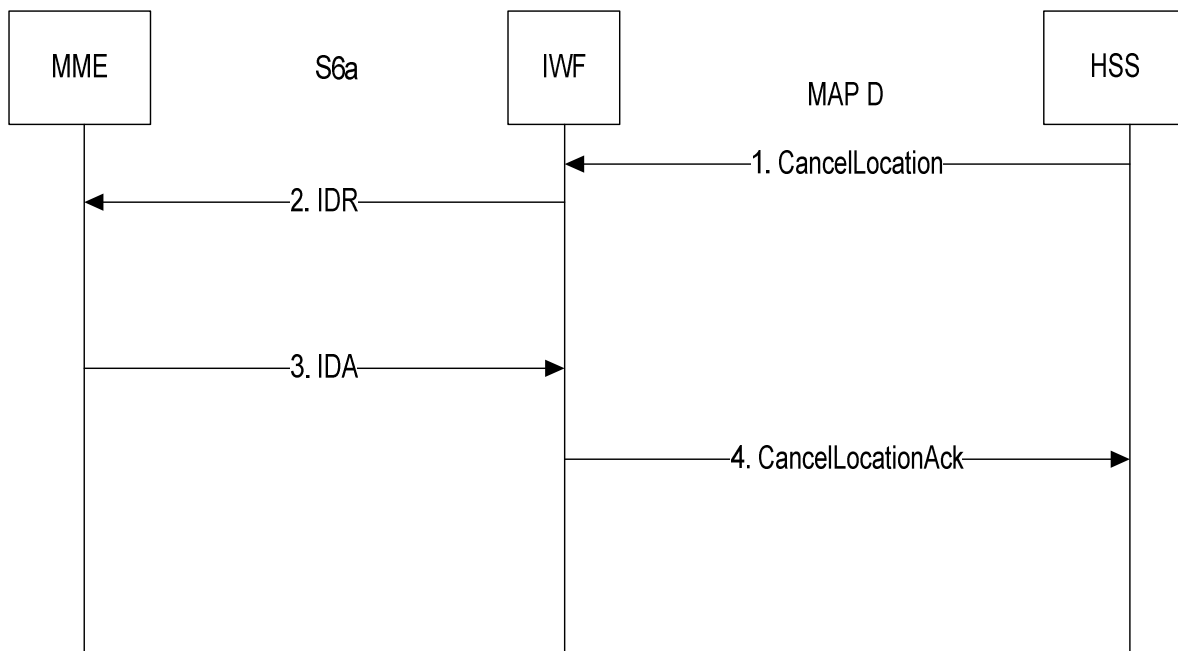 MME
S6a
IWF
MAP D
HSS
1. CancelLocation
2. IDR
3. IDA
4. CancelLocationAck